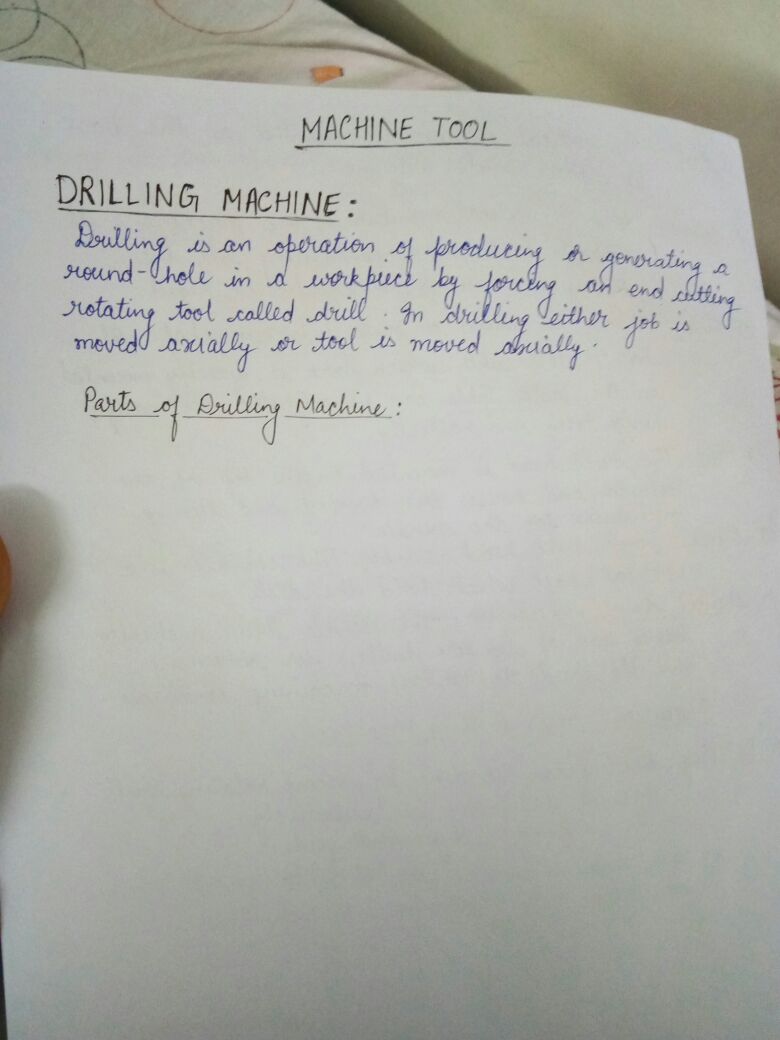 MACHINE TOOL
DRILLING MACHINE:
Drilling is an operation of producing or generating a
round-hole in a workpiece by forcing an end cutting
rotating tool called drill. In drilling either job is
moved axially or tool is moved axially.
Parts of Drilling Machine: